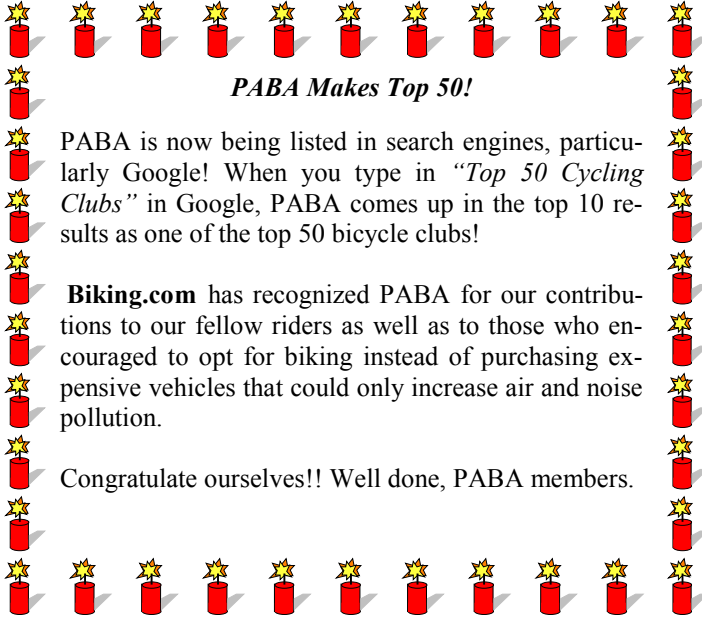 PABA Makes Top 50!
PABA is now being listed in search engines, particu-
larly Google! When you type in “Top 50 Cycling
Clubs” in Google, PABA comes up in the top 10 re-
sults as one of the top 50 bicycle clubs!
Biking.com has recognized PABA for our contribu-
tions to our fellow riders as well as to those who en-
couraged to opt for biking instead of purchasing ex-
pensive vehicles that could only increase air and noise
pollution.
Congratulate ourselves!! Well done, PABA members.